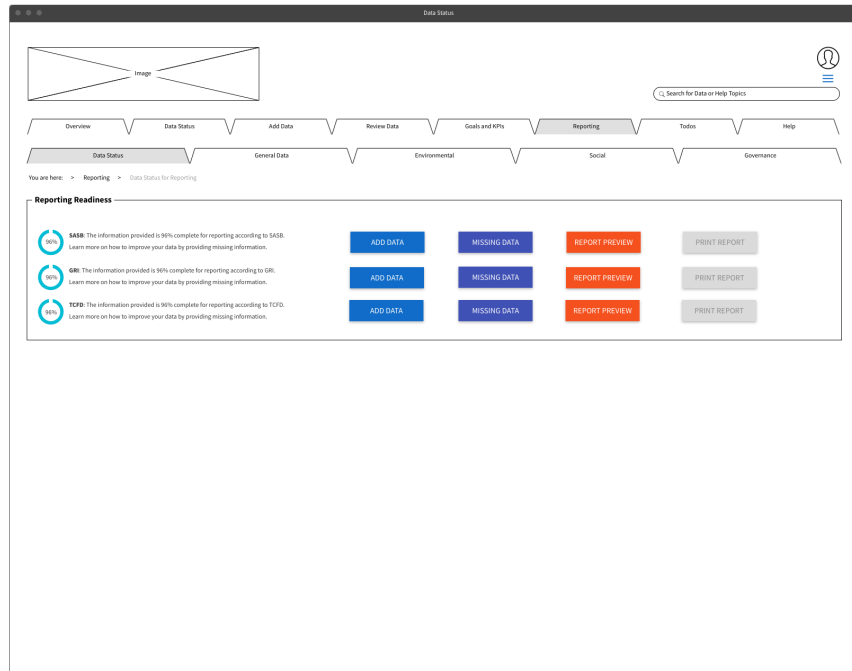 Data Status
Image
Search for Data or Help Topics
Overview Data Status Add Data Review Data Goals and KPIs Reporting Todos Help
Data Status General Data Environmental Social Governance
You are here: > Reporting > Data Status for Reporting
Reporting Readiness
96% SASB: The information provided is 96% complete for reporting according to SASB.
Learn more on how to improve your data by providing missing information.
ADD DATA MISSING DATA REPORT PREVIEW PRINT REPORT
96% GRI: The information provided is 96% complete for reporting according to GRI.
Learn more on how to improve your data by providing missing information.
ADD DATA MISSING DATA REPORT PREVIEW PRINT REPORT
96% TCFD: The information provided is 96% complete for reporting according to TCFD.
Learn more on how to improve your data by providing missing information.
ADD DATA MISSING DATA REPORT PREVIEW PRINT REPORT